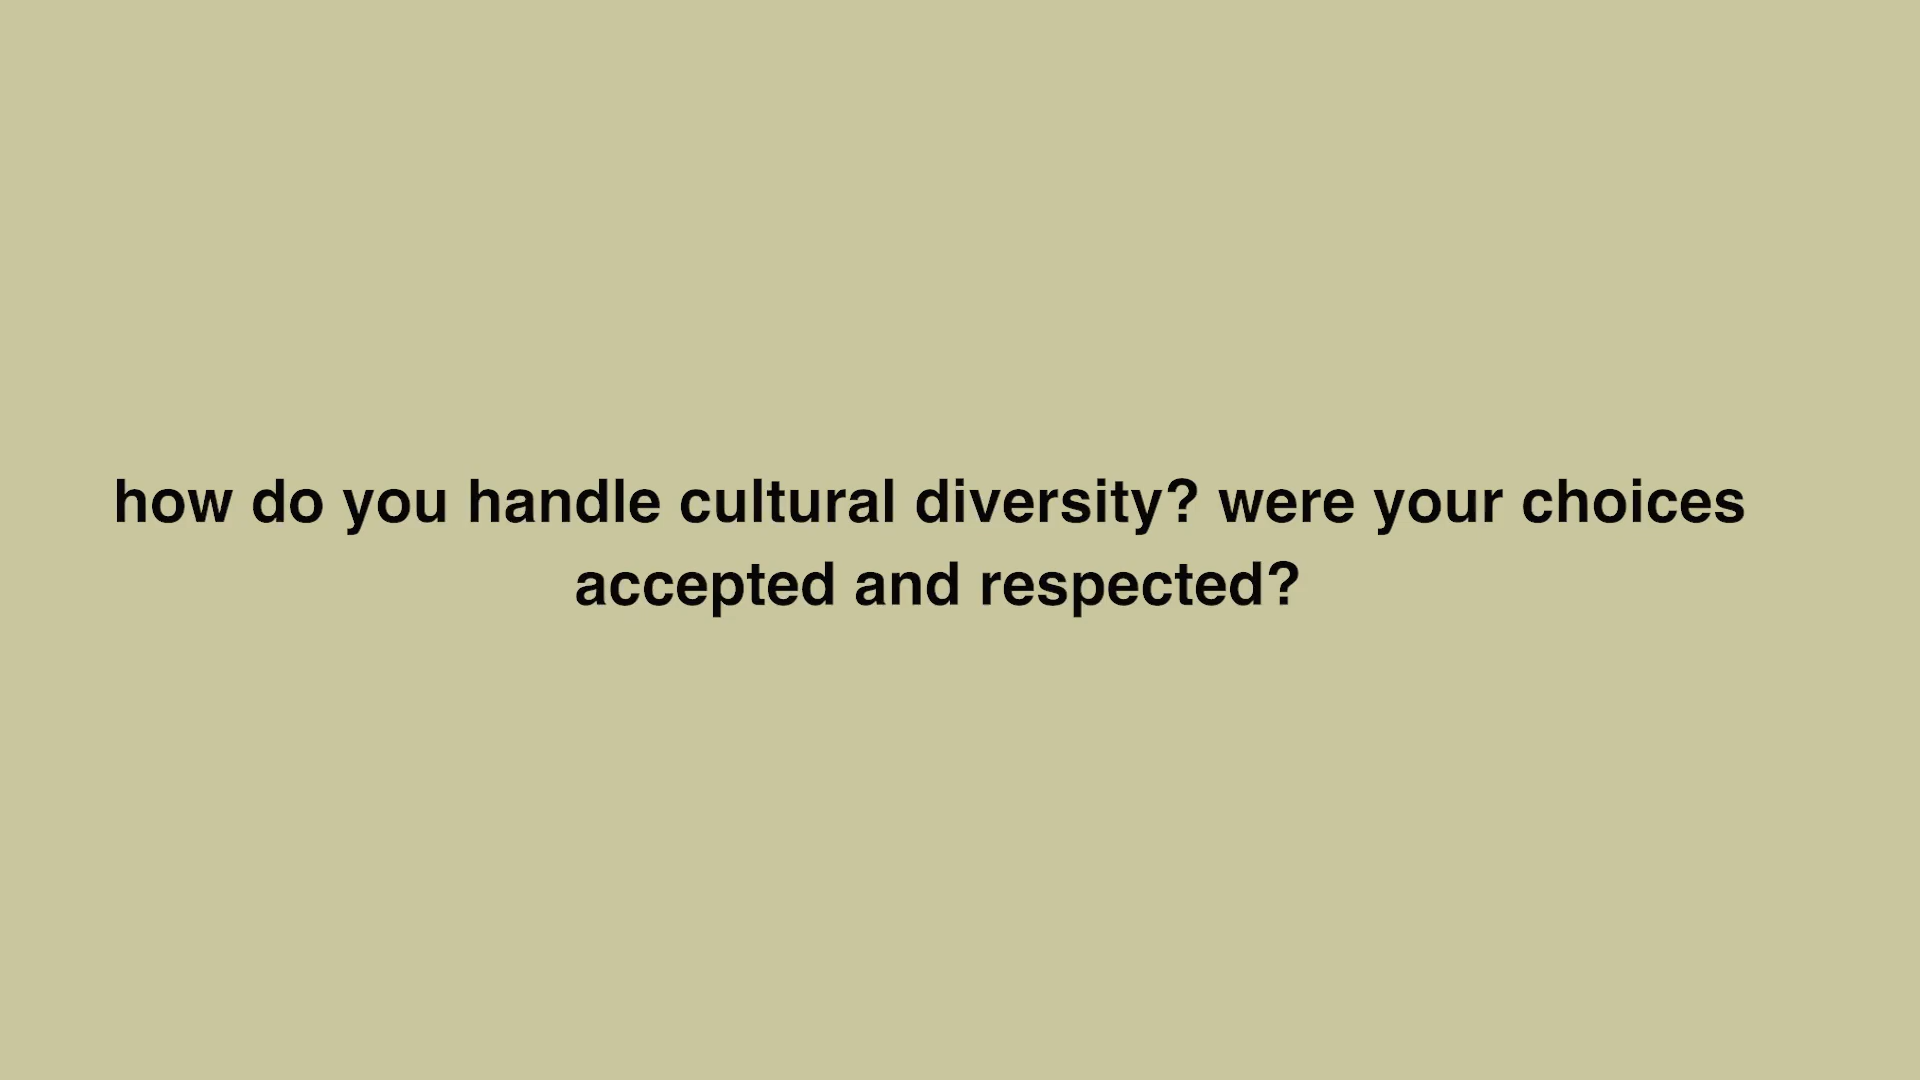 how do you handle cultural diversity? were your choices
accepted and respected?